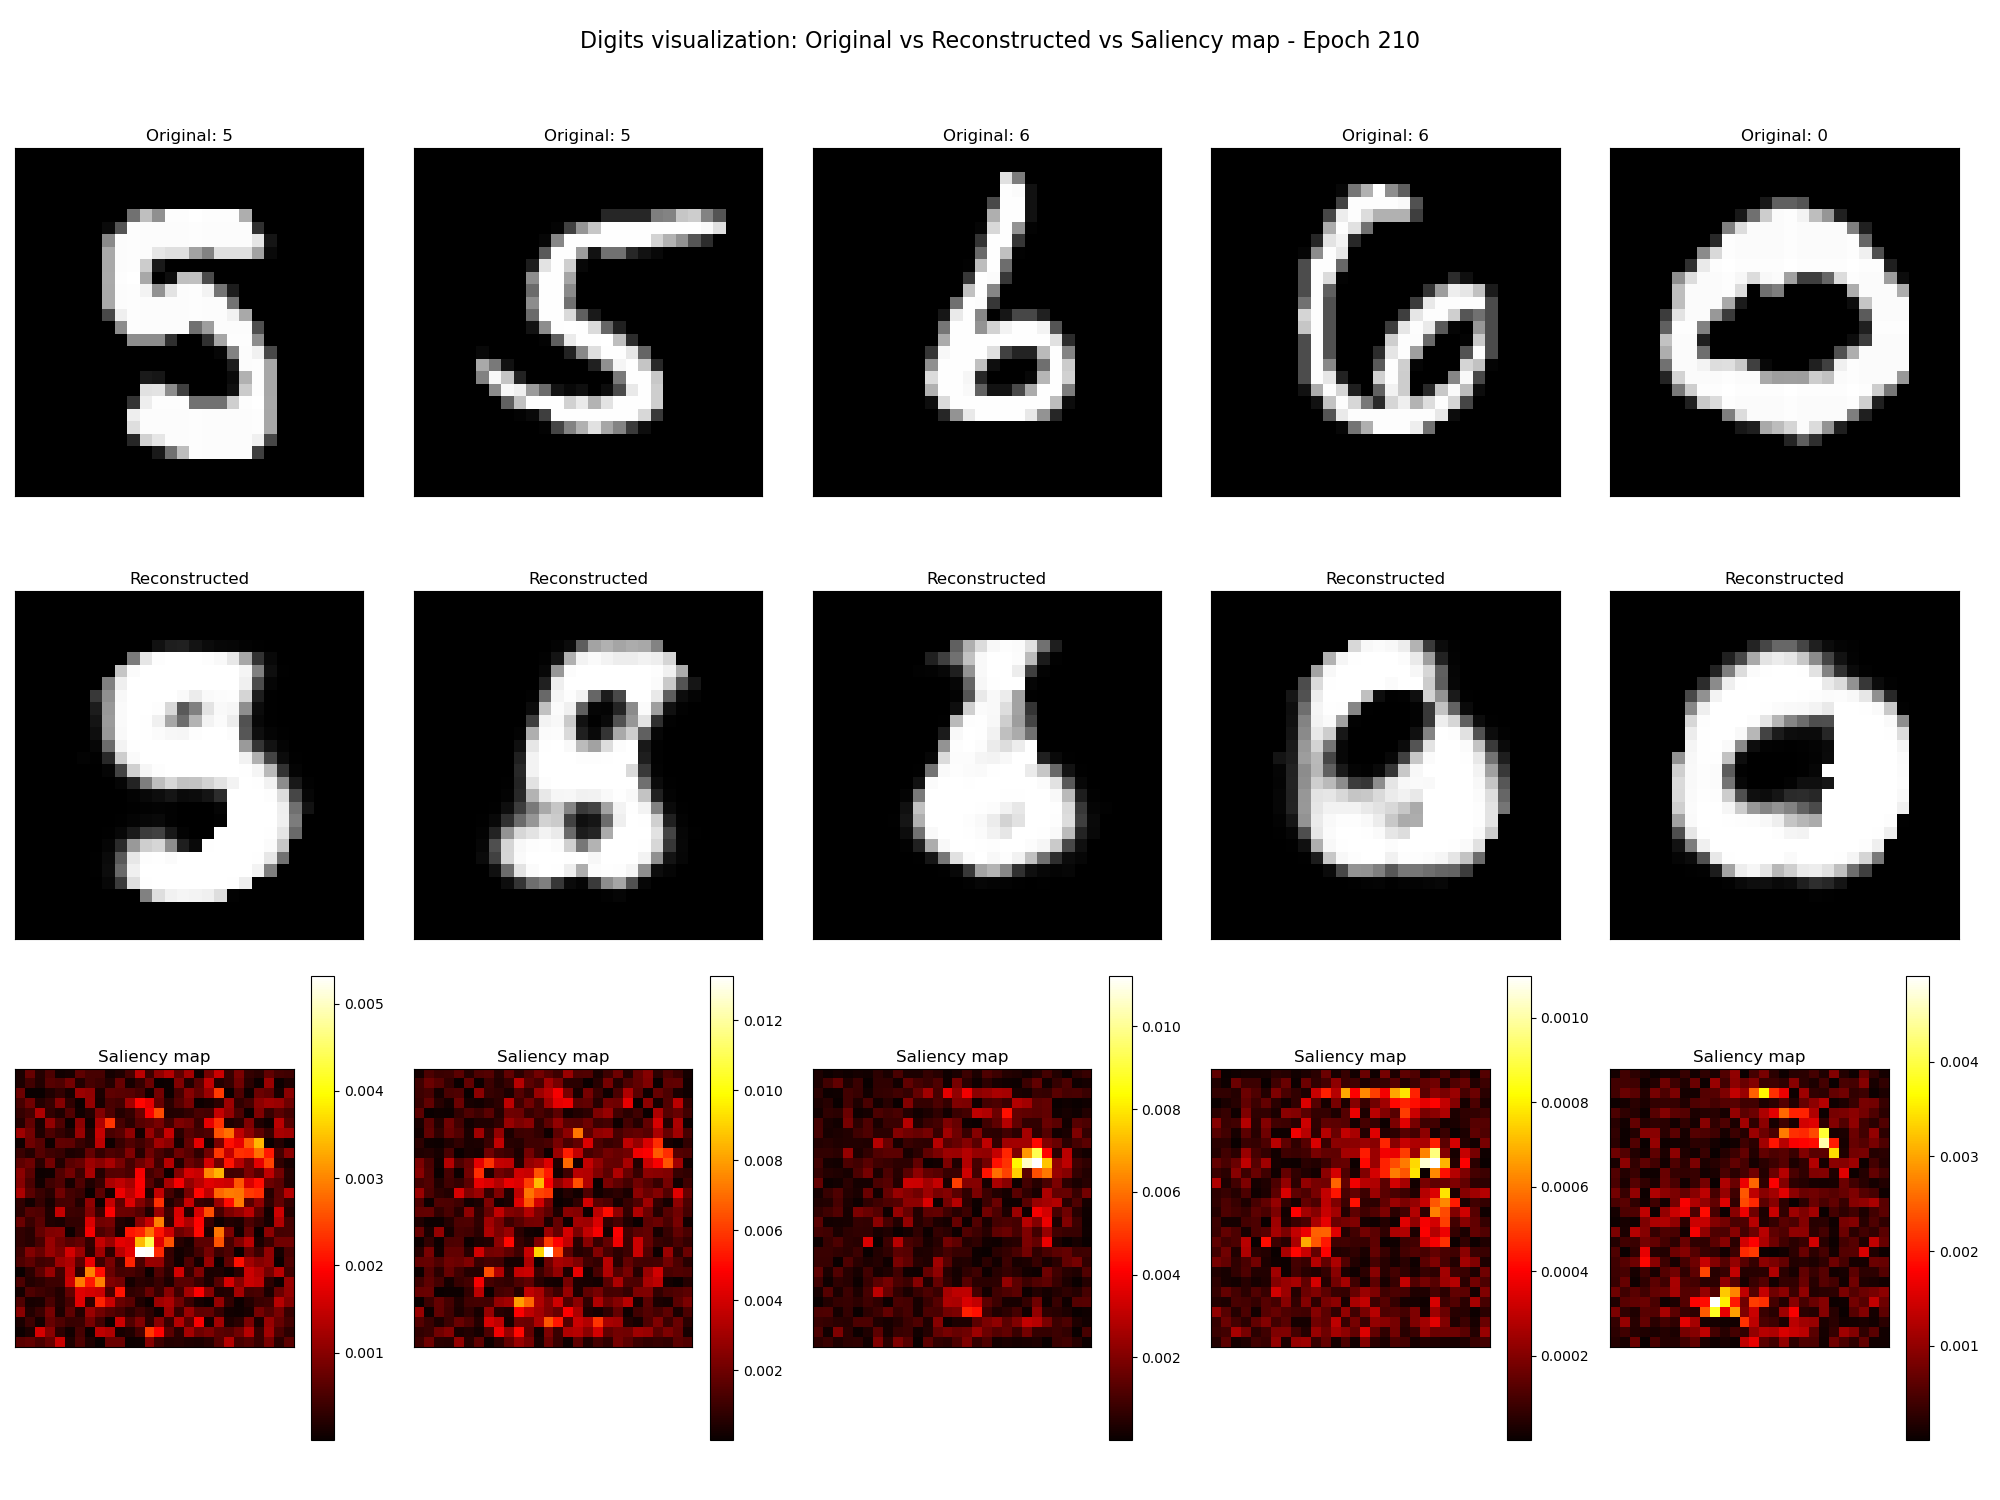 Digits visualization: Original vs Reconstructed vs Saliency map - Epoch 210
Original: 5
Original: 5
Original: 6
Original: 6
Original: 0
Reconstructed
Reconstructed
Reconstructed
Reconstructed
Reconstructed
Saliency map
0.005
0.004
0.003
0.002
0.001
Saliency map
0.012
0.010
0.008
0.006
0.004
0.002
Saliency map
0.010
0.008
0.006
0.004
0.002
Saliency map
0.0010
0.0008
0.0006
0.0004
0.0002
Saliency map
0.004
0.003
0.002
0.001